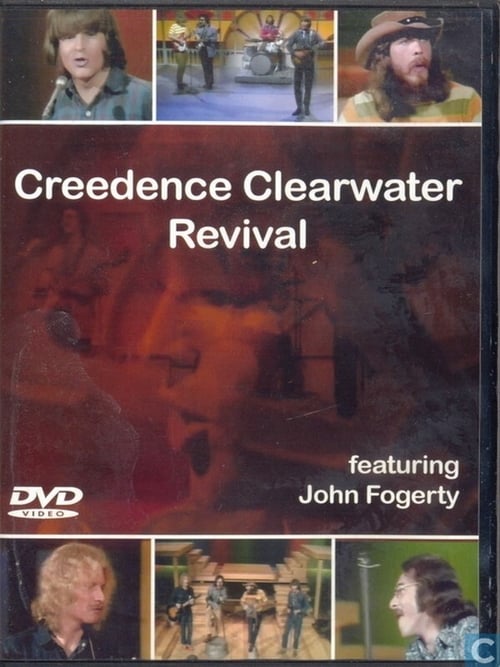 Creedence Clearwater
Revival
featuring
John Fogerty
DVD
VIDEO
C